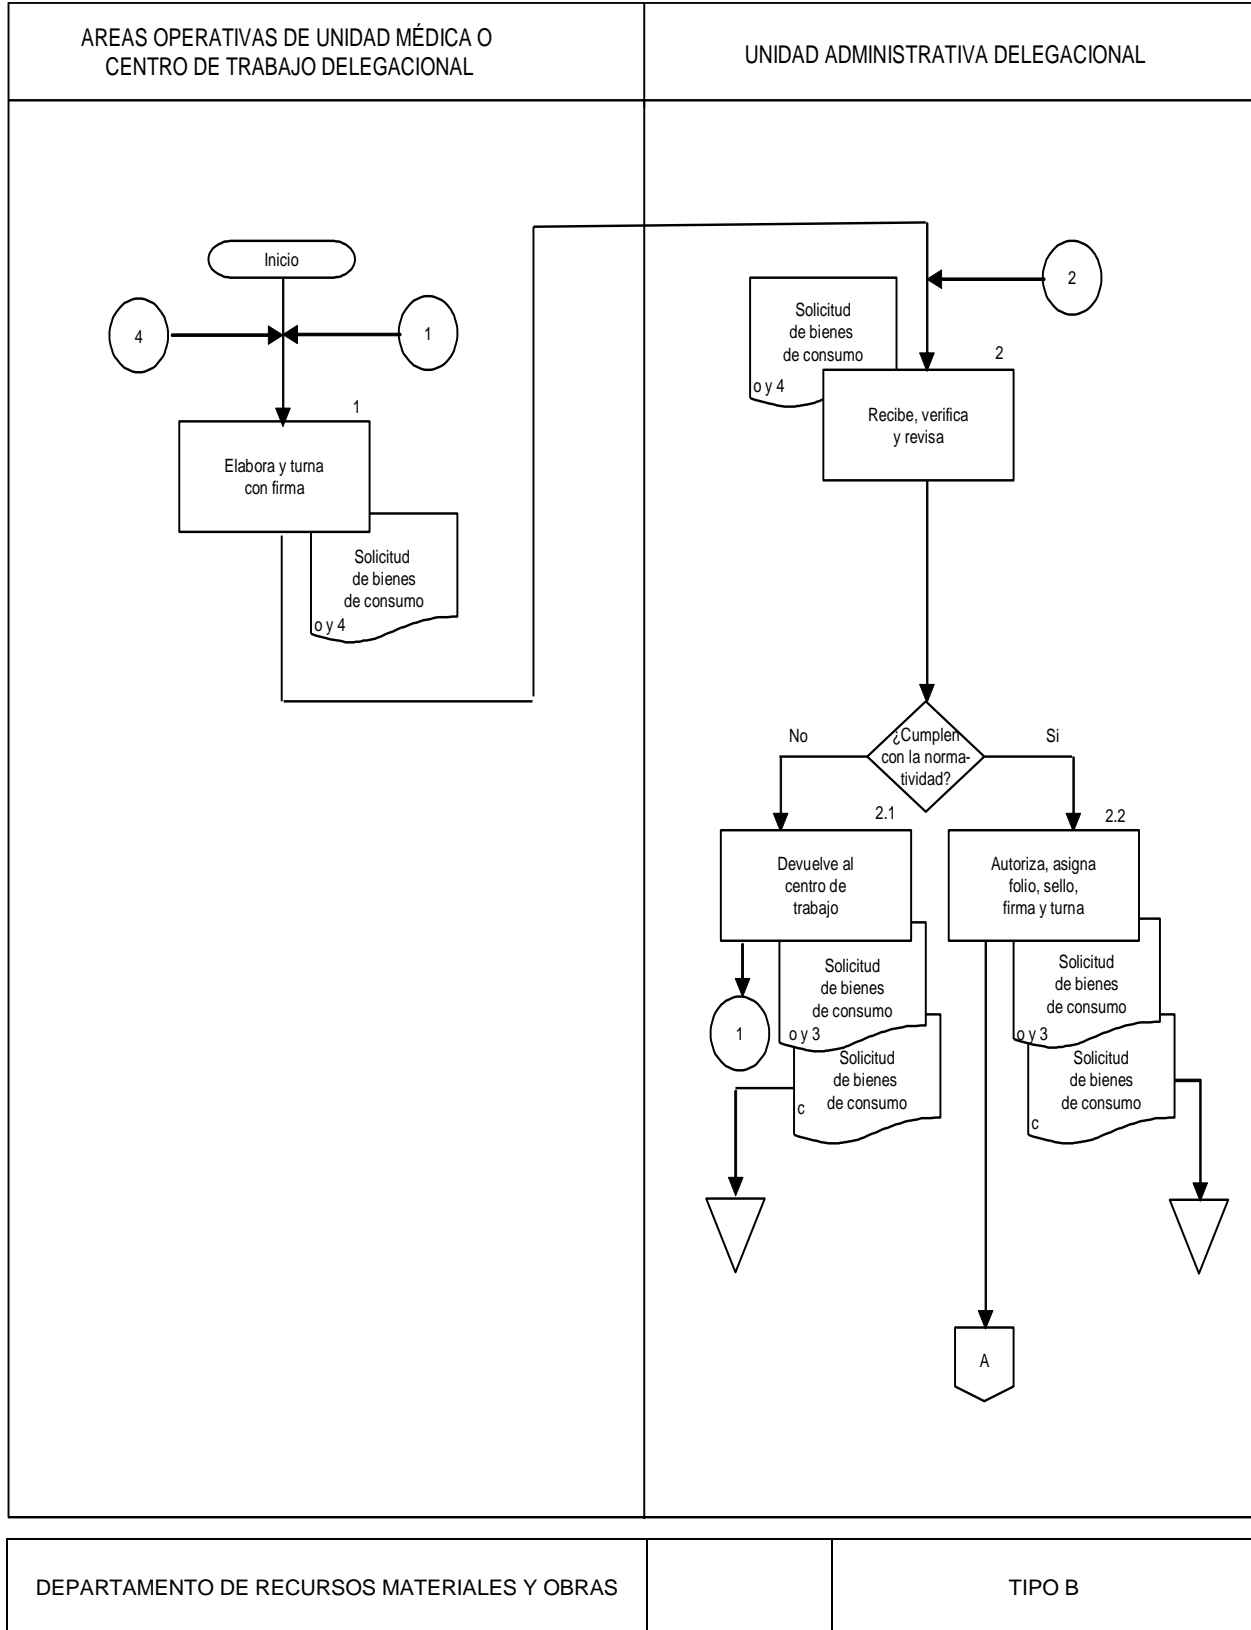 AREAS OPERATIVAS DE UNIDAD MÉDICA O
CENTRO DE TRABAJO DELEGACIONAL
UNIDAD ADMINISTRATIVA DELEGACIONAL
Inicio
4
1
1
Elabora y turna
con firma
Solicitud
de bienes
de consumo
o y 4
2
Solicitud
de bienes
de consumo
o y 4
2
Recibe, verifica
y revisa
No
¿Cumplen
con la norma-
tividad?
Si
2.1
Devuelve al
centro de
trabajo
Solicitud
de bienes
de consumo
o y 3
1
Solicitud
de bienes
de consumo
c
2.2
Autoriza, asigna
folio, sello,
firma y turna
Solicitud
de bienes
de consumo
o y 3
Solicitud
de bienes
de consumo
c
A
DEPARTAMENTO DE RECURSOS MATERIALES Y OBRAS
TIPO B